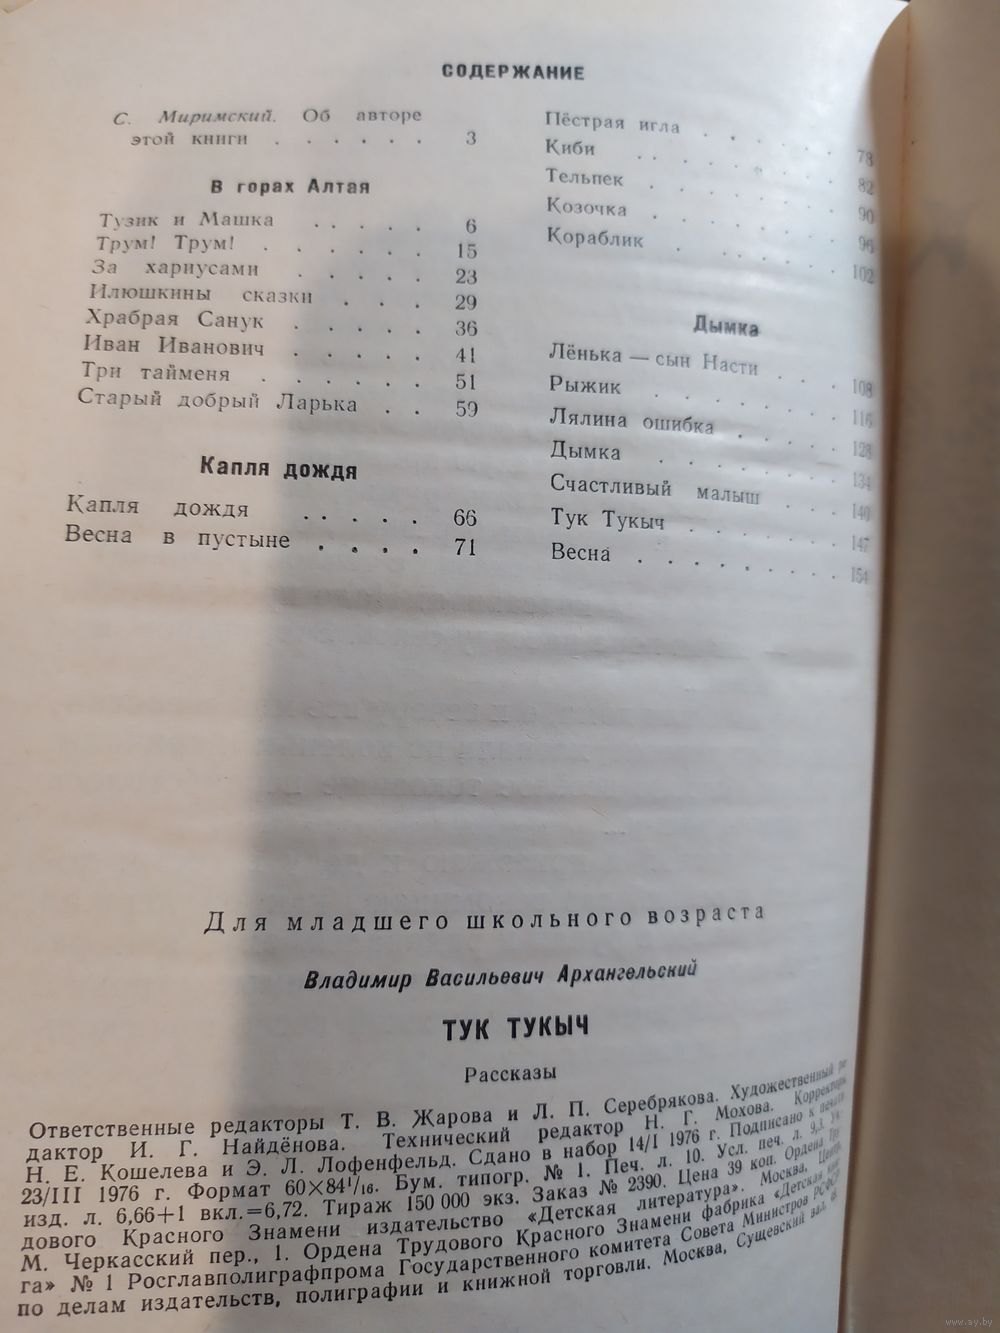 СОДЕРЖАНИЕ
С. Миримский. Об авторе
этой книги . . . . . . 3
В горах Алтая
Тузик и Машка . . . . . 6
Трум! Трум! . . . . . . 15
За хариусами . . . . . 23
Илюшкины сказки . . . 29
Храбрая Санук . . . . . 36
Иван Иванович . . . . . 41
Три тайменя . . . . . . 51
Старый добрый Ларька . . 59
Капля дождя
Капля дождя . . . . . 66
Весна в пустыне . . . . 71
Пёстрая игла . . . . . . 78
Киби . . . . . . . . 82
Тельпек . . . . . . . 90
Козочка . . . . . . . 96
Кораблик . . . . . . 102
Дымка
Лёнька — сын Насти . . . 108
Рыжик . . . . . . . 116
Лялина ошибка . . . . . 128
Дымка . . . . . . . 134
Счастливый малыш . . . 140
Тук Тукыч . . . . . . 147
Весна . . . . . . . . 154
Для младшего школьного возраста
Владимир Васильевич Архангельский
ТУК ТУКЫЧ
Рассказы
Ответственные редакторы Т. В. Жарова и Л. П. Серебрякова. Художественный ре
дактор И. Г. Найдёнова. Технический редактор Н. Г. Мохова. Корректоры
Н. Е. Кошелева и Э. Л. Лофенфельд. Сдано в набор 14/I 1976 г. Подписано к печати
23/III 1976 г. Формат 60×84¹/₁₆. Бум. типогр. № 1. Печ. л. 10. Усл. печ. л. 9,3. Уч.
изд. л. 6,66+1 вкл.=6,72. Тираж 150 000 экз. Заказ № 2390. Цена 39 коп. Ордена Тру
дового Красного Знамени издательство «Детская литература». Москва, Центр,
М. Черкасский пер., 1. Ордена Трудового Красного Знамени фабрика «Детская кни
га» № 1 Росглавполиграфпрома Государственного комитета Совета Министров РСФСР
по делам издательств, полиграфии и книжной торговли. Москва, Сущевский вал,
www.ay.by